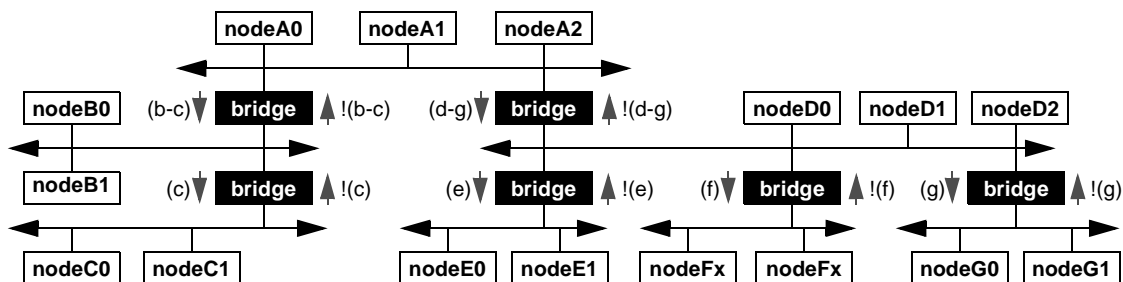 nodeA0 nodeA1 nodeA2
nodeB0 (b-c) bridge !(b-c) (d-g) bridge !(d-g) nodeD0 nodeD1 nodeD2
nodeB1 (c) bridge !(c) (e) bridge !(e) (f) bridge !(f) (g) bridge !(g)
nodeC0 nodeC1 nodeE0 nodeE1 nodeFx nodeFx nodeG0 nodeG1